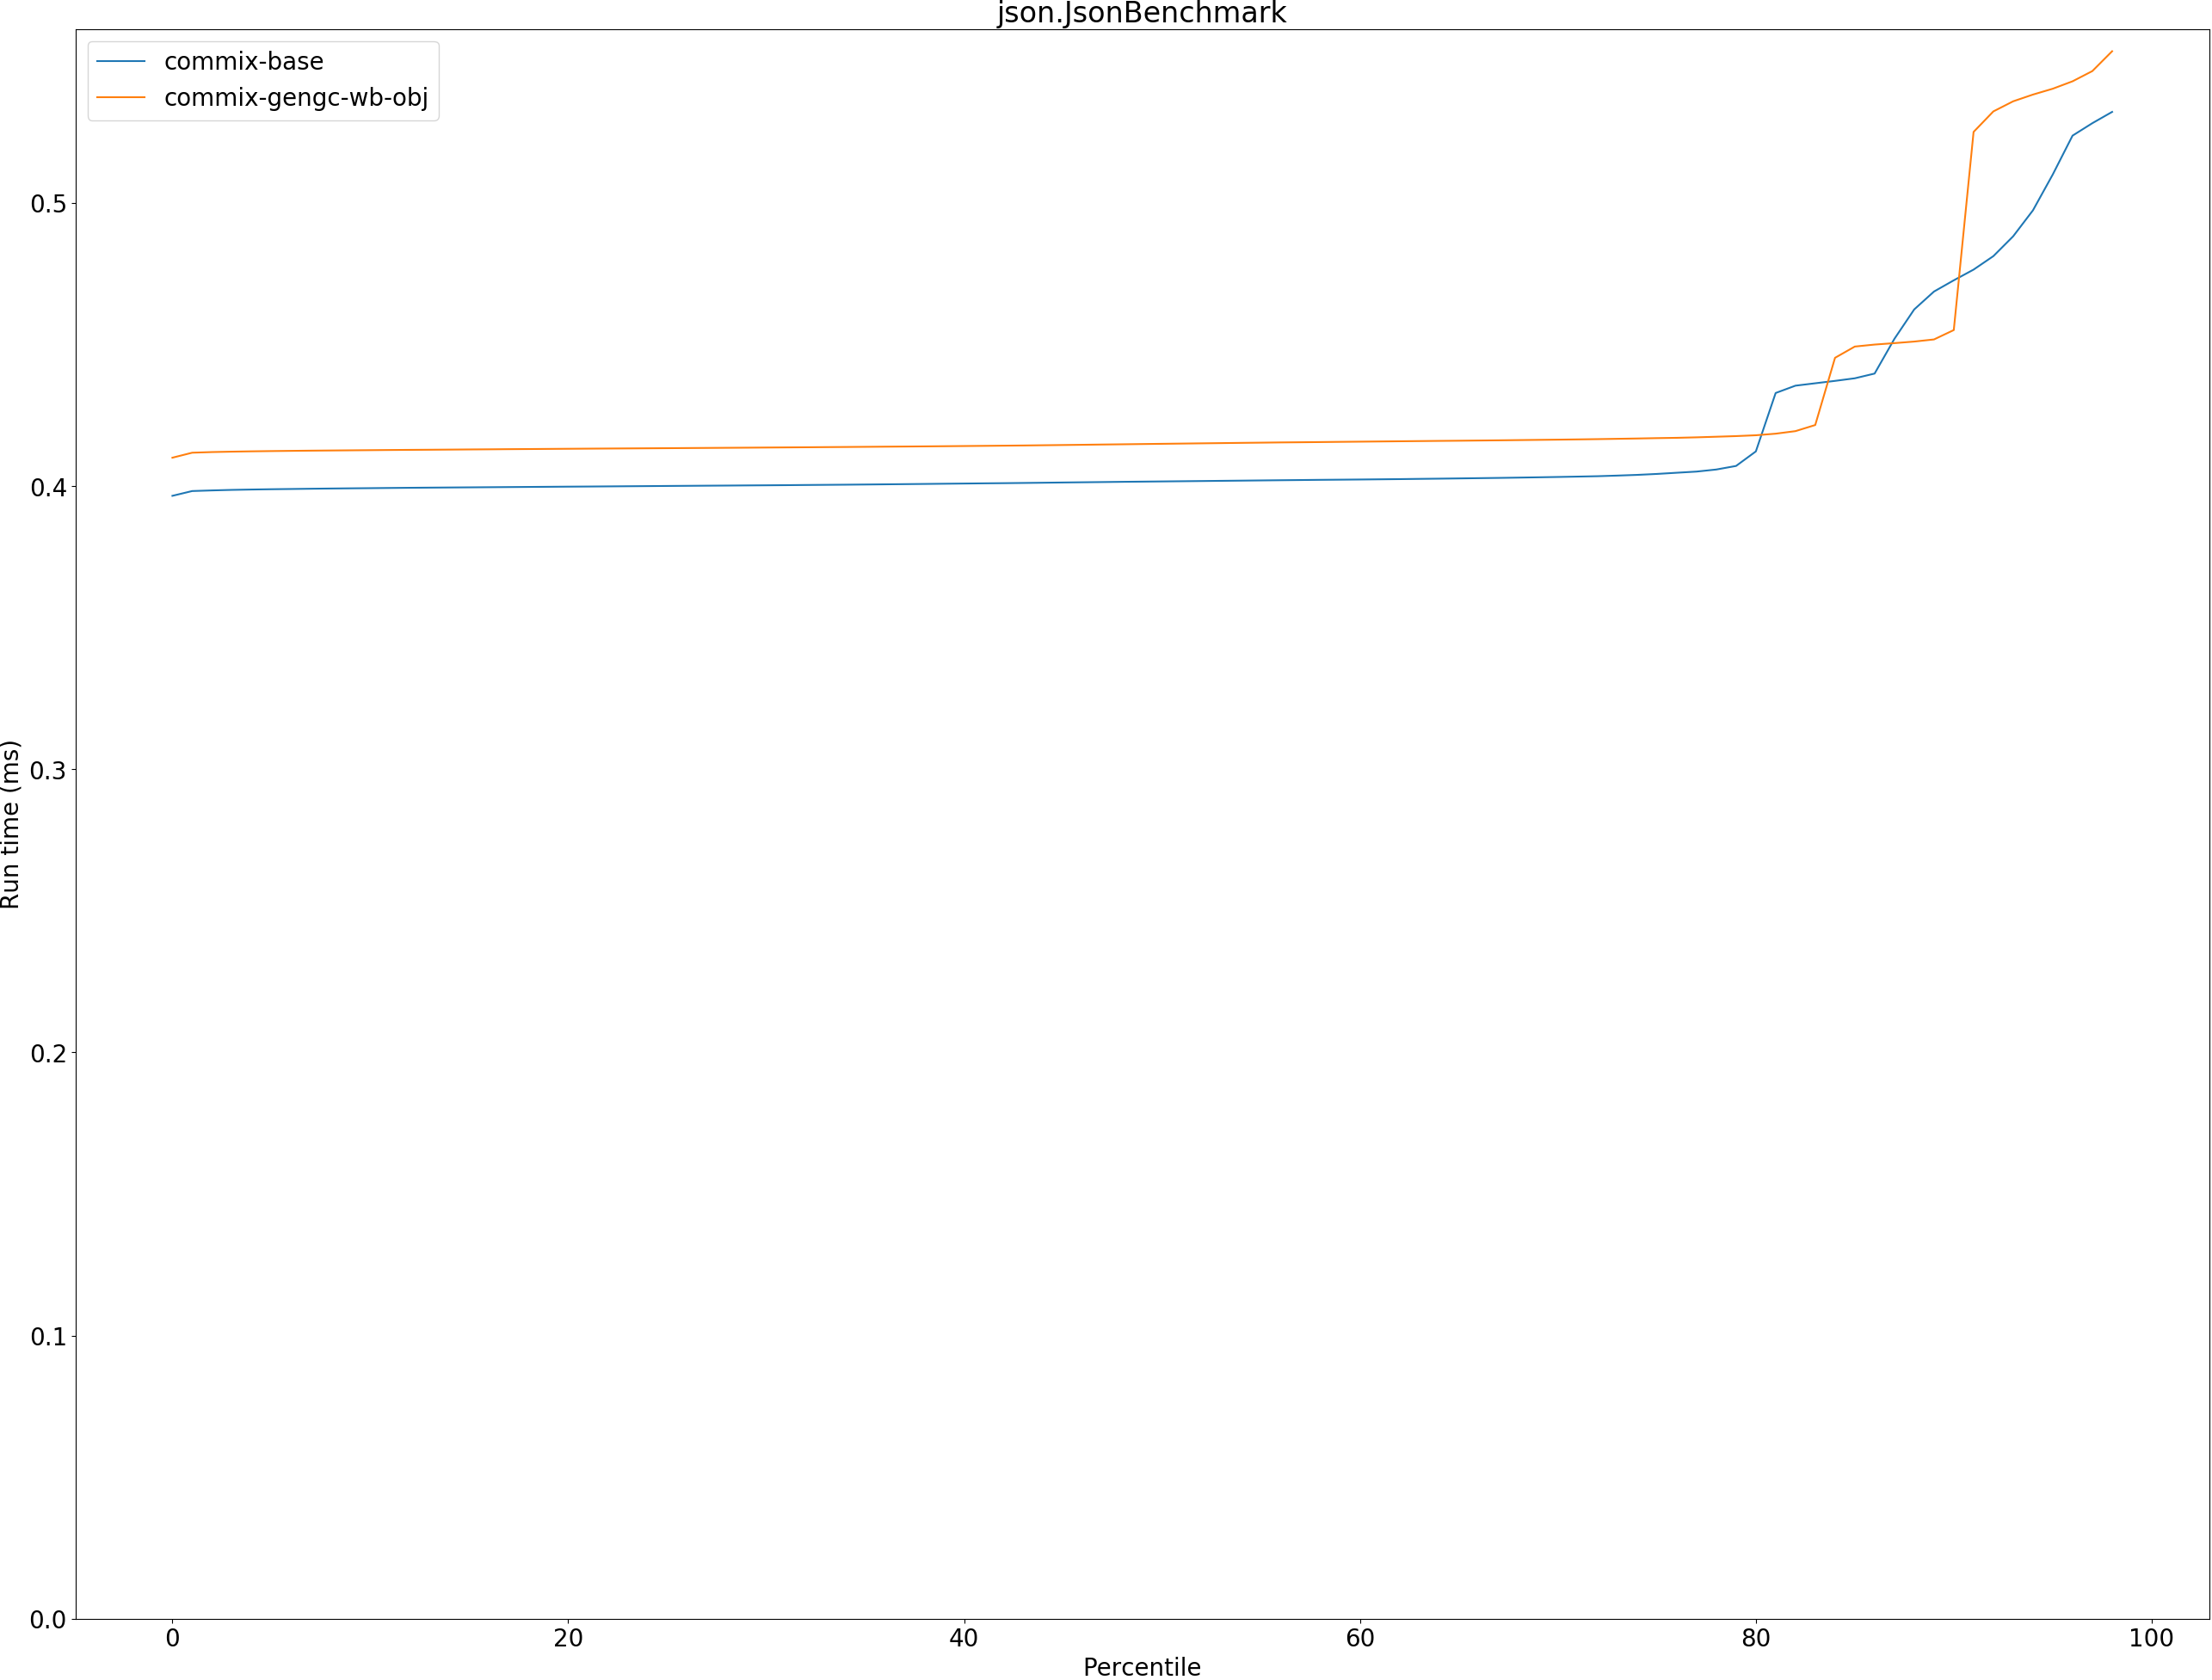 json.JsonBenchmark
commix-base
commix-gengc-wb-obj
Run time (ms)
0.5
0.4
0.3
0.2
0.1
0.0
0 20 40 60 80 100
Percentile